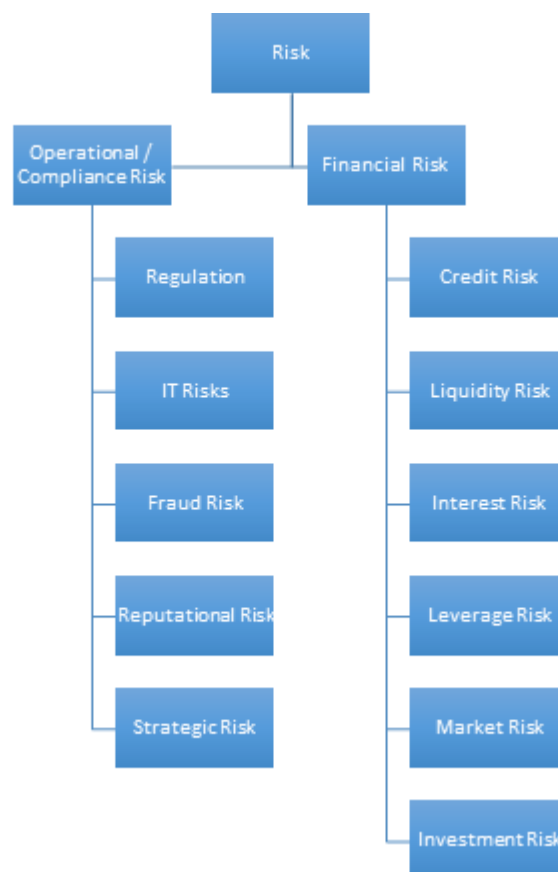 Risk
Operational /
Compliance Risk
Financial Risk
Regulation
IT Risks
Fraud Risk
Reputational Risk
Strategic Risk
Credit Risk
Liquidity Risk
Interest Risk
Leverage Risk
Market Risk
Investment Risk